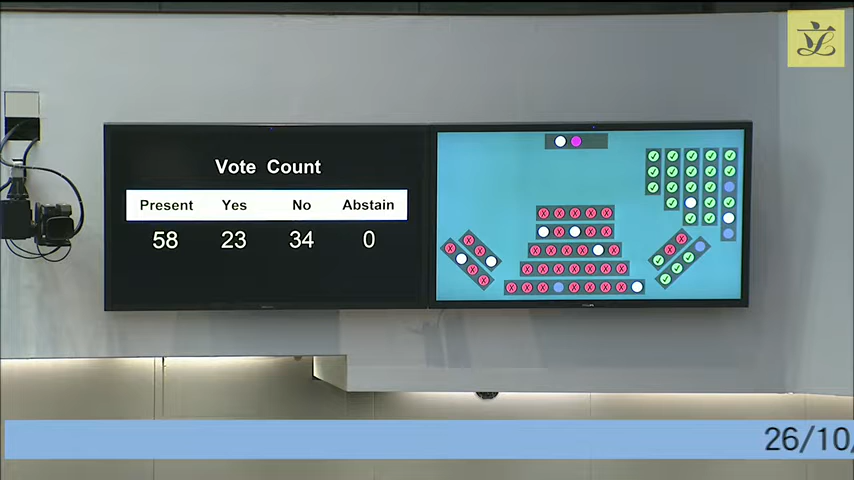 Vote Count
Present Yes No Abstain
58 23 34 0
26/10/